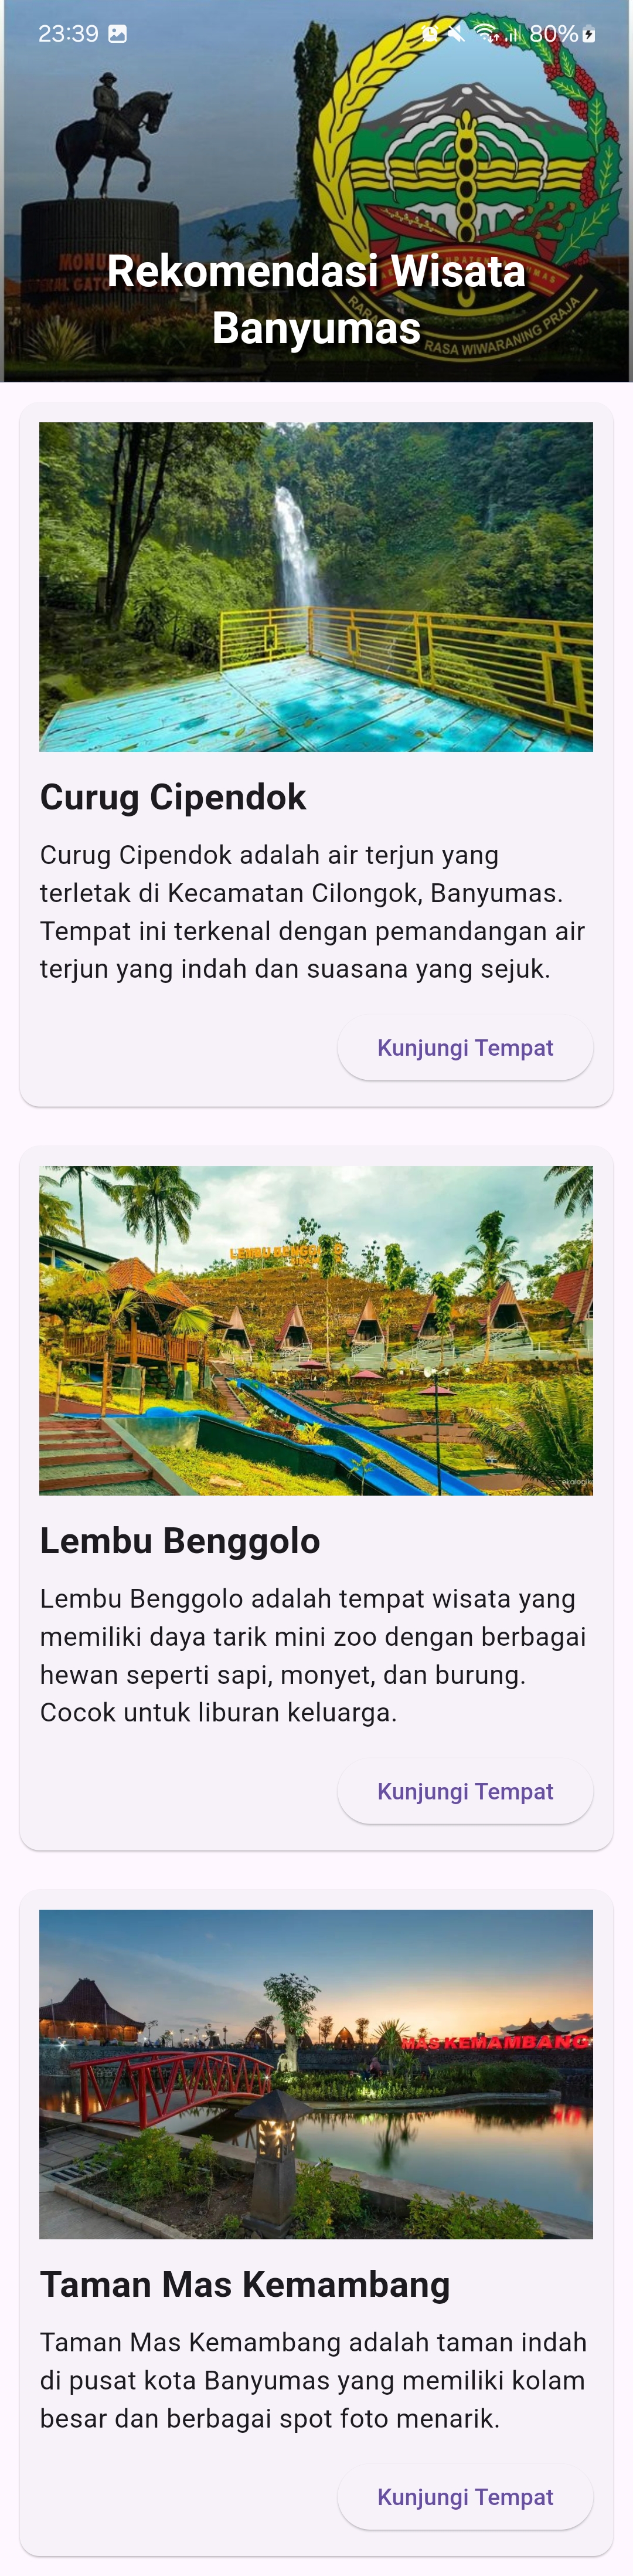 23:39
80%
MONU
Rekomendasi Wisata
Banyumas
RASA WIWARANING PRAJA
Curug Cipendok
Curug Cipendok adalah air terjun yang
terletak di Kecamatan Cilongok, Banyumas.
Tempat ini terkenal dengan pemandangan air
terjun yang indah dan suasana yang sejuk.
Kunjungi Tempat
LEMBU BENGGO
Lembu Benggolo
Lembu Benggolo adalah tempat wisata yang
memiliki daya tarik mini zoo dengan berbagai
hewan seperti sapi, monyet, dan burung.
Cocok untuk liburan keluarga.
Kunjungi Tempat
MAS KEMAMBANG
Taman Mas Kemambang
Taman Mas Kemambang adalah taman indah
di pusat kota Banyumas yang memiliki kolam
besar dan berbagai spot foto menarik.
Kunjungi Tempat